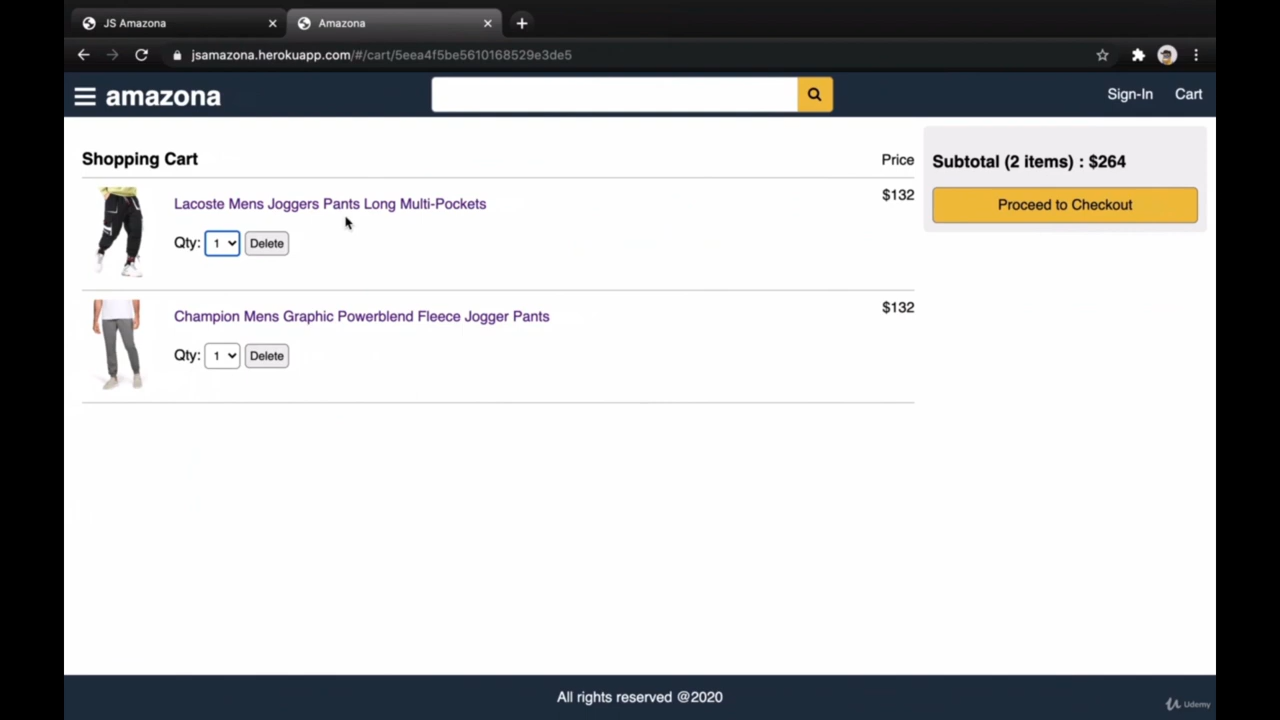 JS Amazona
Amazona
jsamazona.herokuapp.com/#/cart/5eea4f5be5610168529e3de5
amazona
Sign-In Cart
Shopping Cart
Price
Lacoste Mens Joggers Pants Long Multi-Pockets
$132
Qty: 1 Delete
Champion Mens Graphic Powerblend Fleece Jogger Pants
$132
Qty: 1 Delete
Subtotal (2 items) : $264
Proceed to Checkout
All rights reserved @2020
Udemy